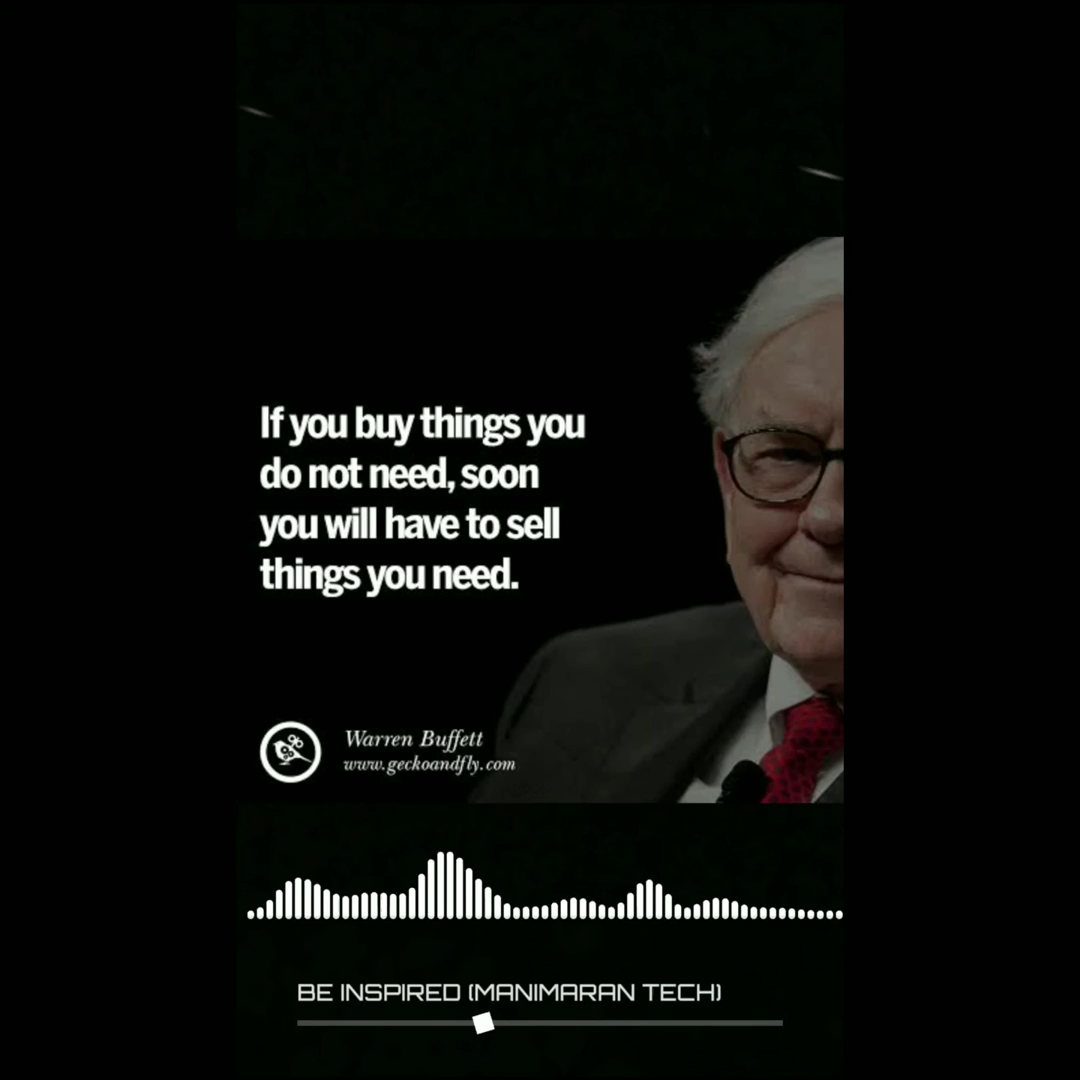 If you buy things you
do not need, soon
you will have to sell
things you need.
Warren Buffett
www.geckoandfly.com
BE INSPIRED (MANIMARAN TECH)